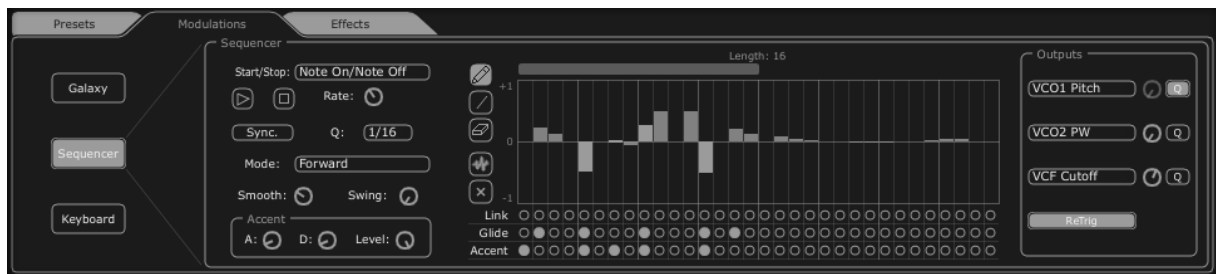 Presets
Modulations
Effects
Sequencer
Length: 16
Outputs
Start/Stop: Note On/Note Off
Galaxy
+1
VCO1 Pitch
Q
Rate:
Sync.
Q: 1/16
0
VCO2 PW
Q
Sequencer
Mode: Forward
VCF Cutoff
Q
Smooth:
Swing:
-1
Keyboard
Accent
Link
ReTrig
Glide
A:
D:
Level:
Accent